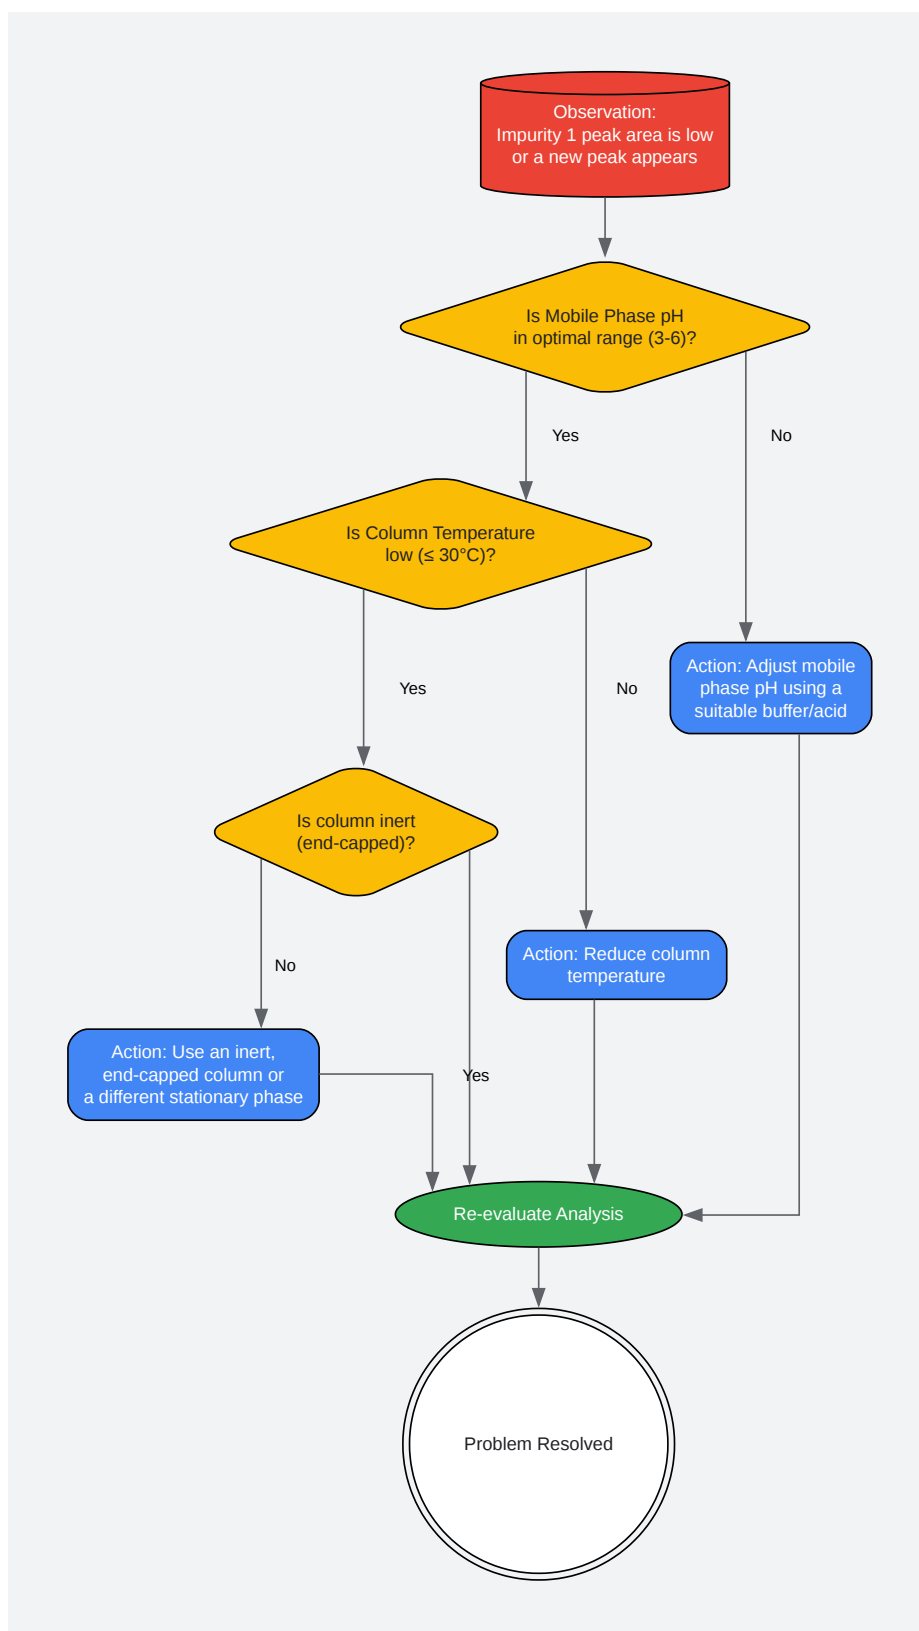 Observation:
Impurity 1 peak area is low
or a new peak appears
Is Mobile Phase pH
in optimal range (3-6)?
Yes
No
Is Column Temperature
low (≤ 30°C)?
Yes
No
Action: Adjust mobile
phase pH using a
suitable buffer/acid
Is column inert
(end-capped)?
No
Yes
Action: Reduce column
temperature
Action: Use an inert,
end-capped column or
a different stationary phase
Re-evaluate Analysis
Problem Resolved